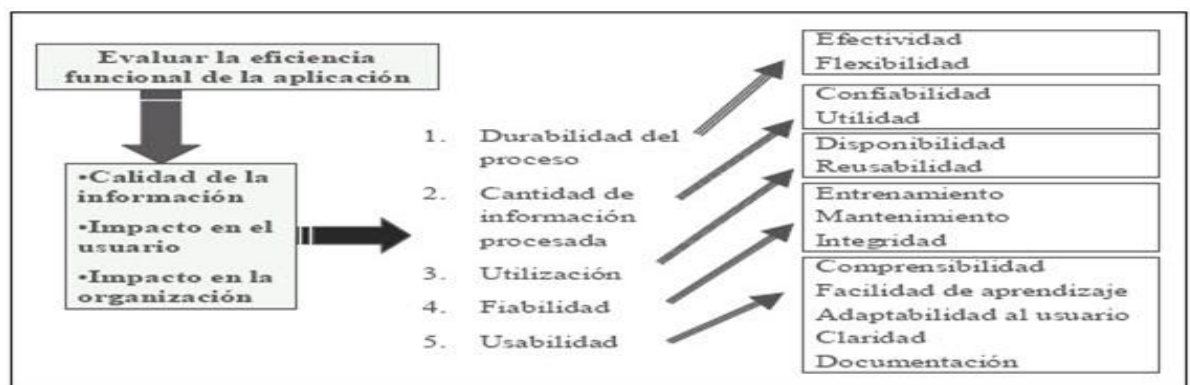 Evaluar la eficiencia
funcional de la aplicación
•Calidad de la
información
•Impacto en el
usuario
•Impacto en la
organización
1. Durabilidad del
proceso
2. Cantidad de
información
procesada
3. Utilización
4. Fiabilidad
5. Usabilidad
Efectividad
Flexibilidad
Confiabilidad
Utilidad
Disponibilidad
Reusabilidad
Entrenamiento
Mantenimiento
Integridad
Comprensibilidad
Facilidad de aprendizaje
Adaptabilidad al usuario
Claridad
Documentación